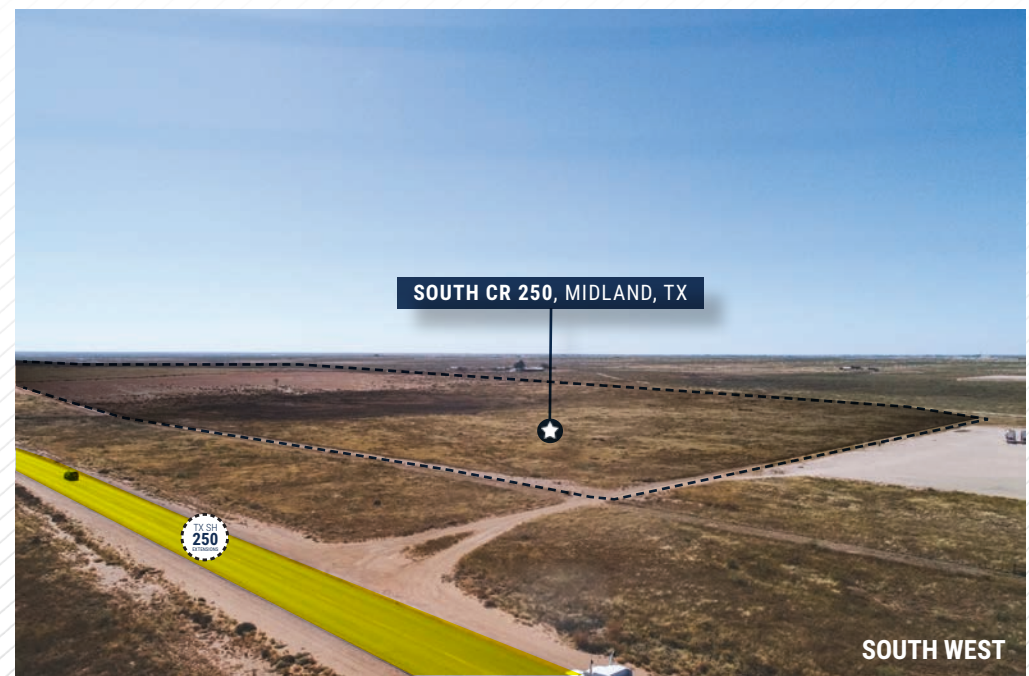 SOUTH CR 250, MIDLAND, TX
TX SH
250
EXTENSIONS
SOUTH WEST